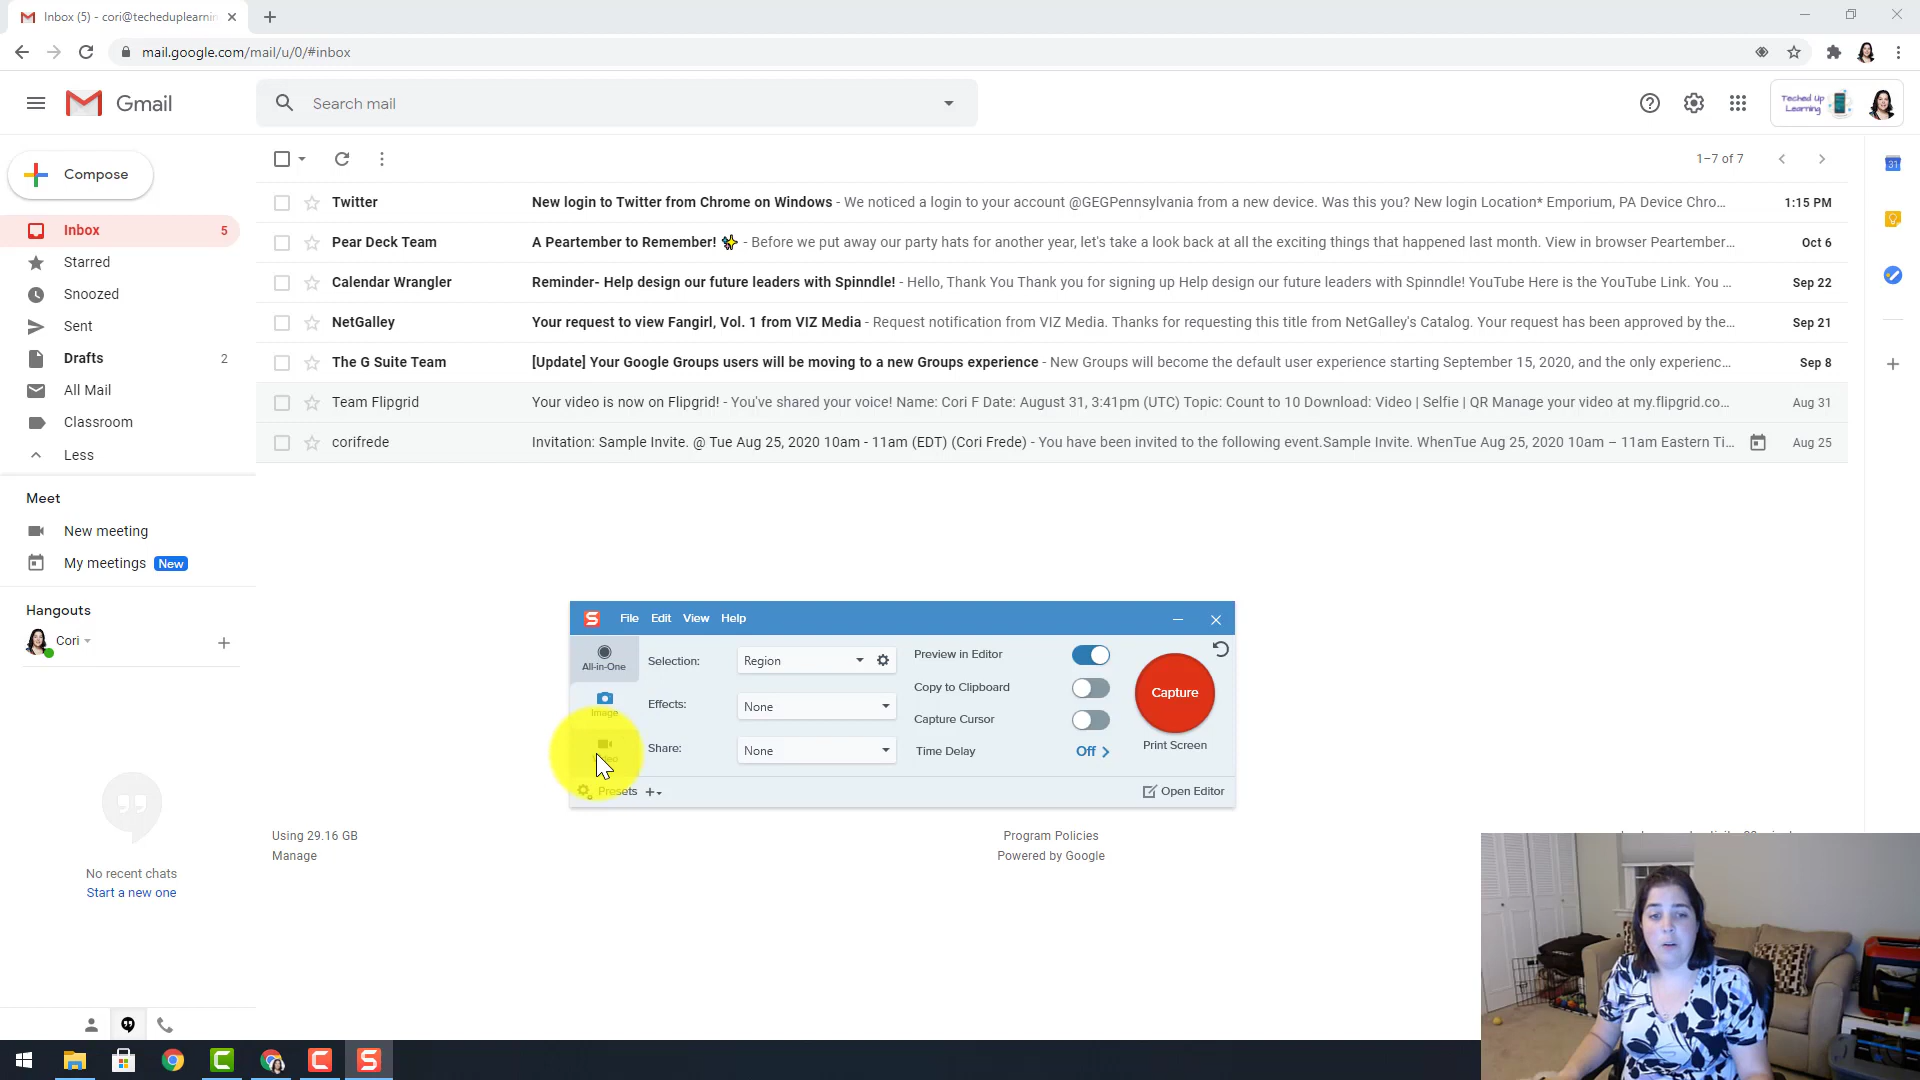 Inbox (5) - cori@techeduplearnin
mail.google.com/mail/u/0/#inbox
Gmail
Search mail
Teched Up
Learning
Compose
1–7 of 7
Inbox 5
Starred
Snoozed
Sent
Drafts 2
All Mail
Classroom
Less
Twitter New login to Twitter from Chrome on Windows - We noticed a login to your account @GEGPennsylvania from a new device. Was this you? New login Location* Emporium, PA Device Chro… 1:15 PM
Pear Deck Team A Peartember to Remember! ✨ - Before we put away our party hats for another year, let's take a look back at all the exciting things that happened last month. View in browser Peartember… Oct 6
Calendar Wrangler Reminder- Help design our future leaders with Spinndle! - Hello, Thank You Thank you for signing up Help design our future leaders with Spinndle! YouTube Here is the YouTube Link. You … Sep 22
NetGalley Your request to view Fangirl, Vol. 1 from VIZ Media - Request notification from VIZ Media. Thanks for requesting this title from NetGalley's Catalog. Your request has been approved by the… Sep 21
The G Suite Team [Update] Your Google Groups users will be moving to a new Groups experience - New Groups will become the default user experience starting September 15, 2020, and the only experienc… Sep 8
Team Flipgrid Your video is now on Flipgrid! - You've shared your voice! Name: Cori F Date: August 31, 3:41pm (UTC) Topic: Count to 10 Download: Video | Selfie | QR Manage your video at my.flipgrid.co… Aug 31
corifrede Invitation: Sample Invite. @ Tue Aug 25, 2020 10am - 11am (EDT) (Cori Frede) - You have been invited to the following event.Sample Invite. WhenTue Aug 25, 2020 10am – 11am Eastern Ti… Aug 25
31
Meet
New meeting
My meetings New
Hangouts
Cori
No recent chats
Start a new one
S File Edit View Help
All-in-One
Image
Video
Selection: Region
Effects: None
Share: None
Preview in Editor
Copy to Clipboard
Capture Cursor
Time Delay Off
Capture
Print Screen
Presets
Open Editor
Using 29.16 GB
Manage
Program Policies
Powered by Google